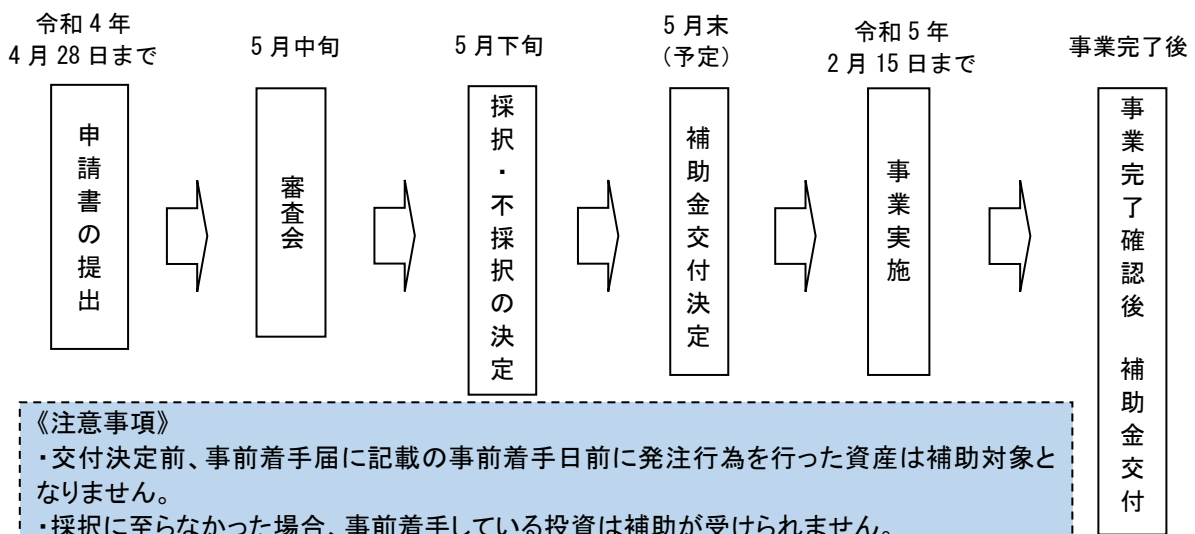 令和４年
４月 28 日まで
５月中旬
５月下旬
５月末
（予定）
令和５年
２月 15 日まで
事業完了後
申請書の提出
審査会
採択・不採択の決定
補助金交付決定
事業実施
事業完了確認後　補助金交付
《注意事項》
・交付決定前、事前着手届に記載の事前着手日前に発注行為を行った資産は補助対象と
なりません。
・採択に至らなかった場合、事前着手している投資は補助が受けられません。